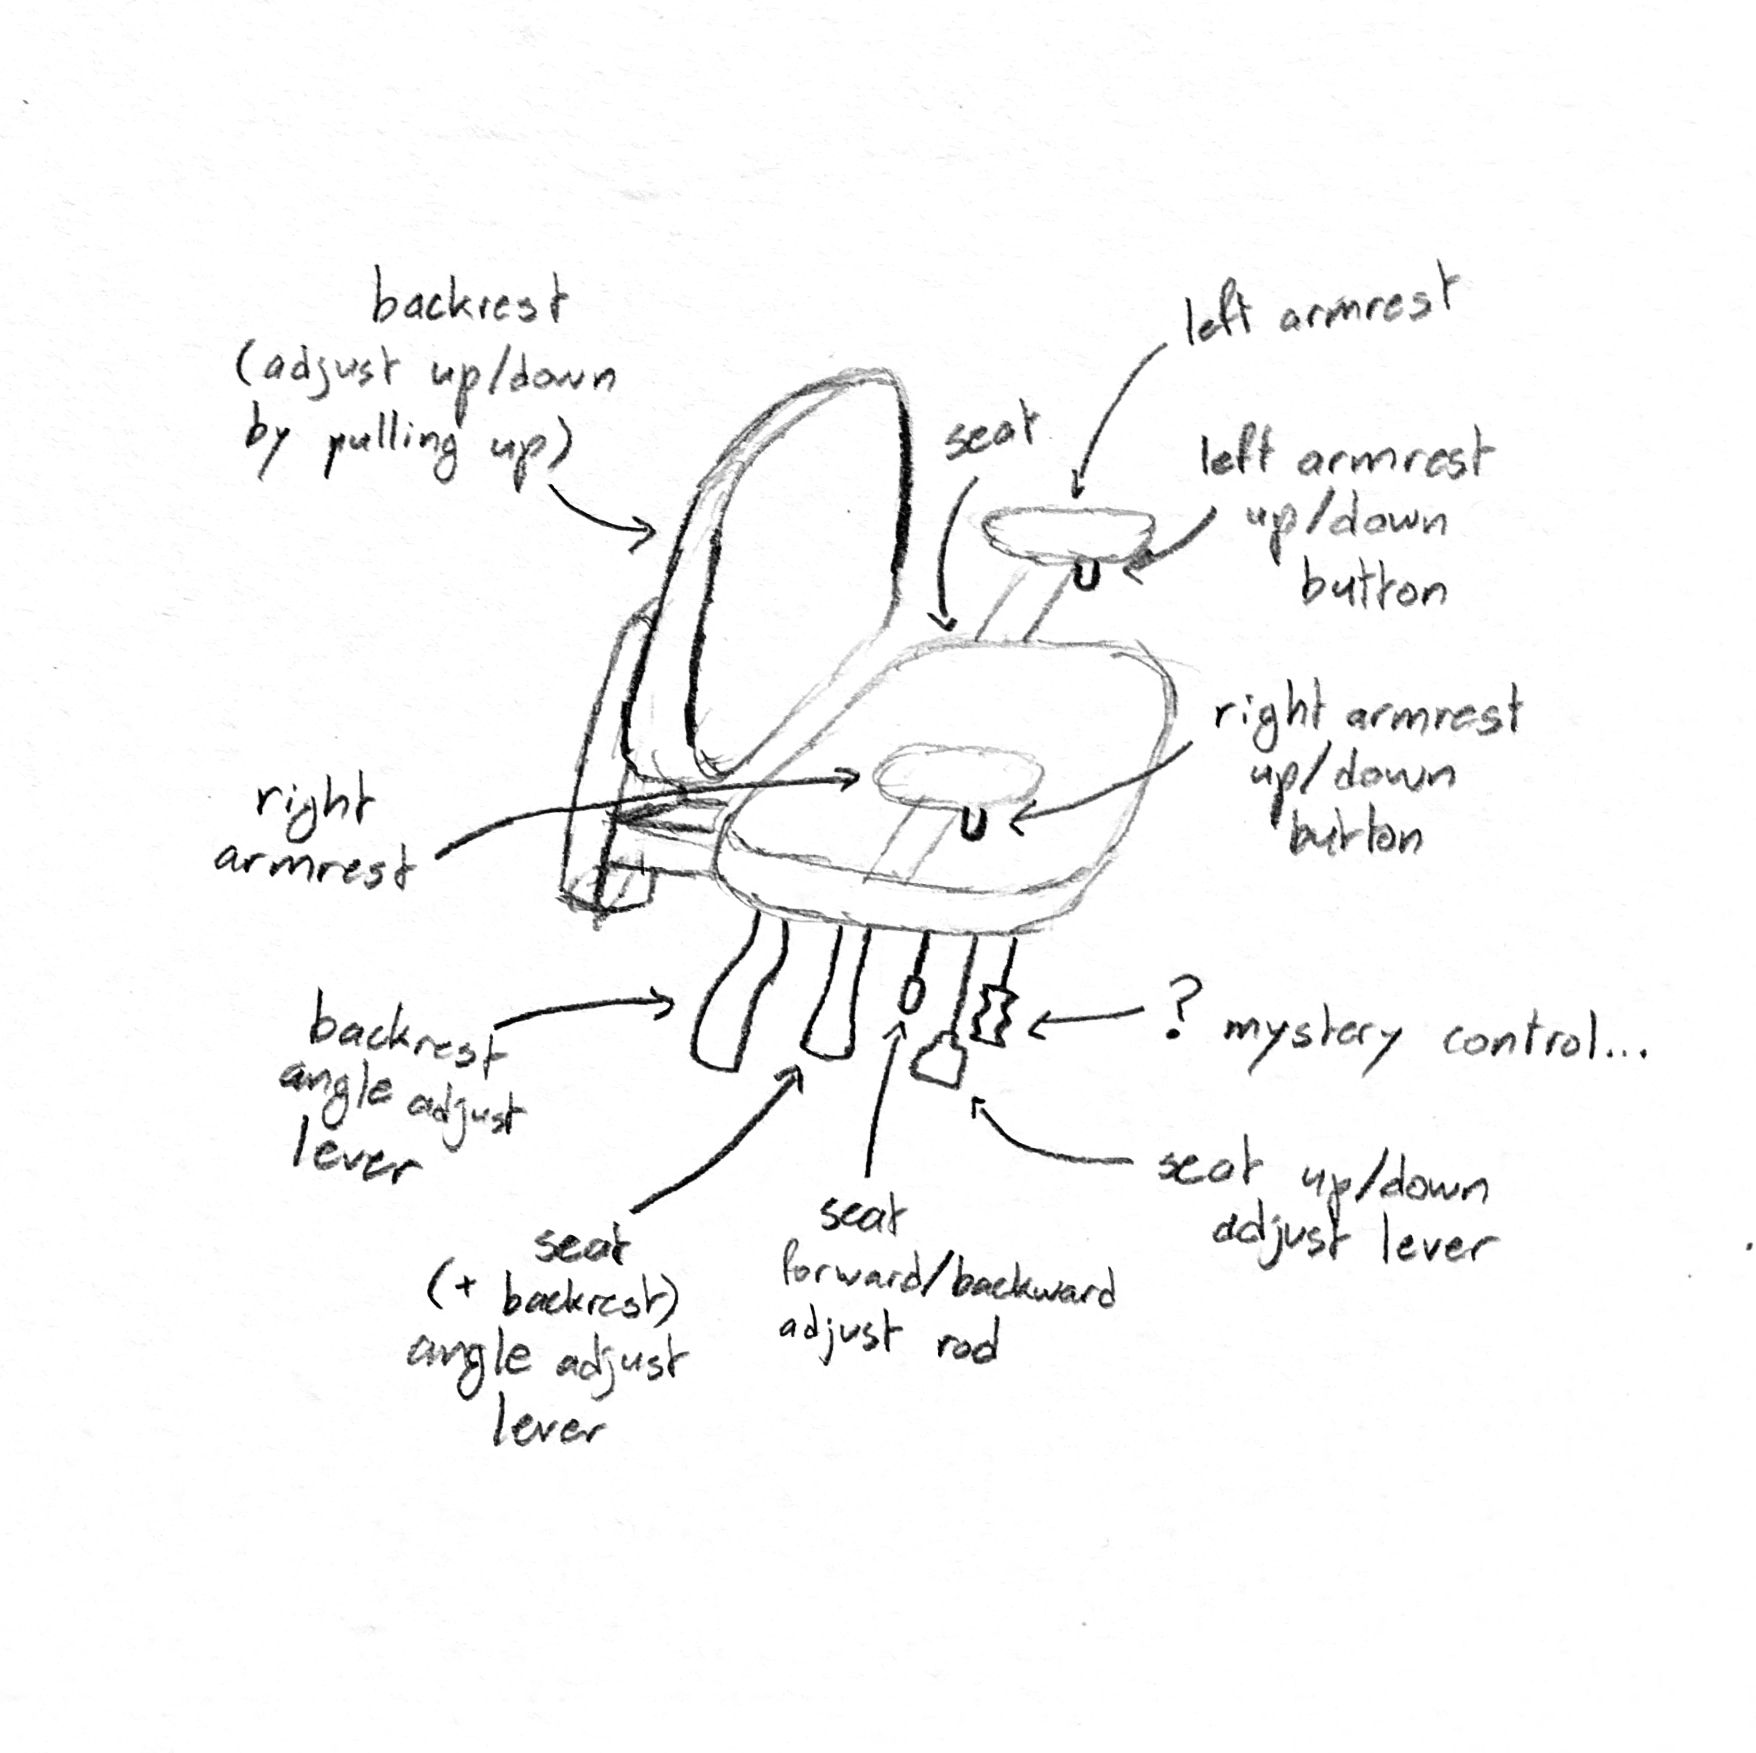 backrest
(adjust up/down
by pulling up)
left armrest
seat
left armrest
up/down
button
right armrest
up/down
button
right
armrest
backrest
angle adjust
lever
? mystery control...
seat up/down
adjust lever
seat
forward/backward
adjust rod
seat
(+ backrest)
angle adjust
lever